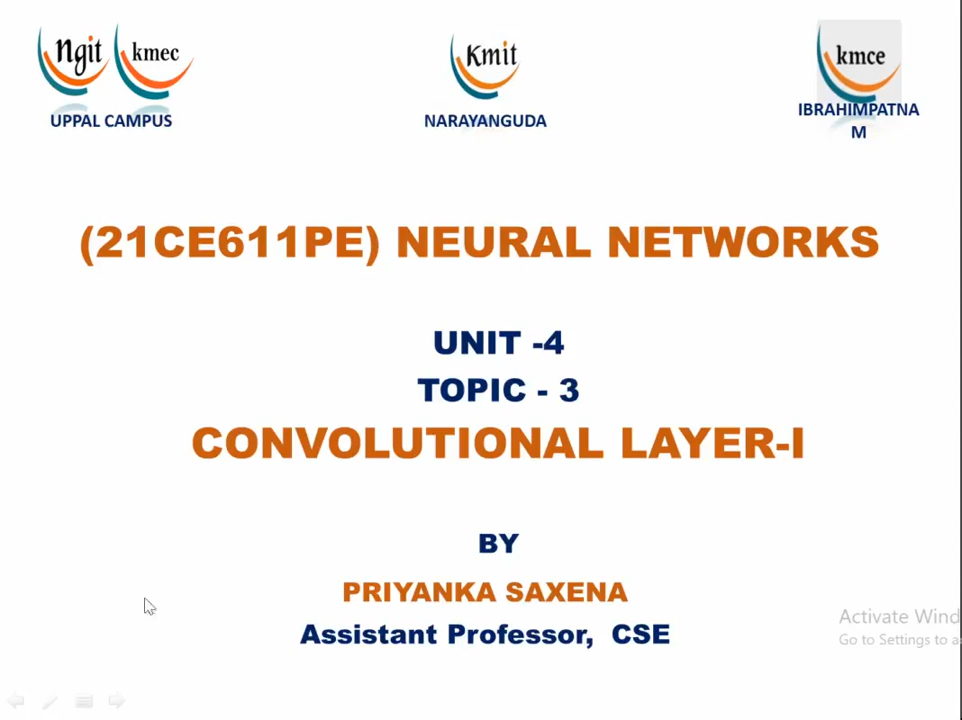 Ngit kmec
UPPAL CAMPUS
Kmit
NARAYANGUDA
kmce
IBRAHIMPATNA
M
(21CE611PE) NEURAL NETWORKS
UNIT -4
TOPIC - 3
CONVOLUTIONAL LAYER-I
BY
PRIYANKA SAXENA
Assistant Professor, CSE
Activate Wind
Go to Settings to a